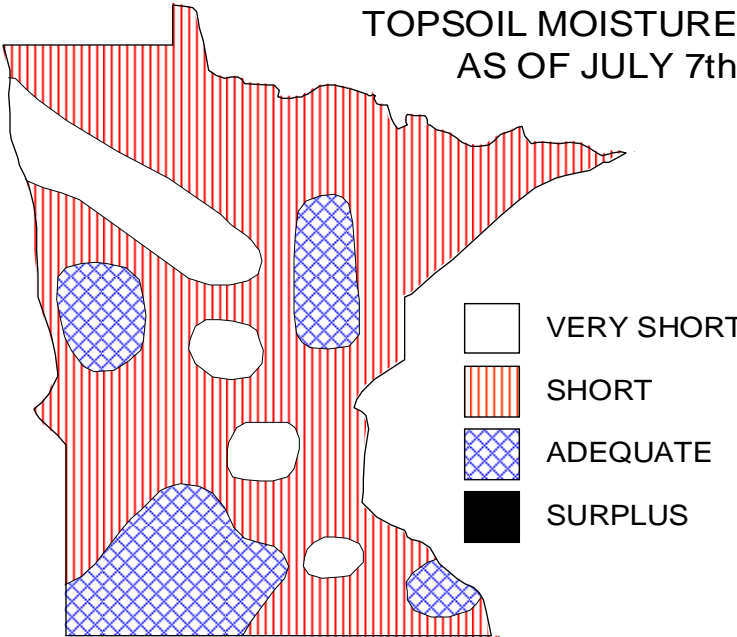 TOPSOIL MOISTURE
AS OF JULY 7th
VERY SHORT
SHORT
ADEQUATE
SURPLUS